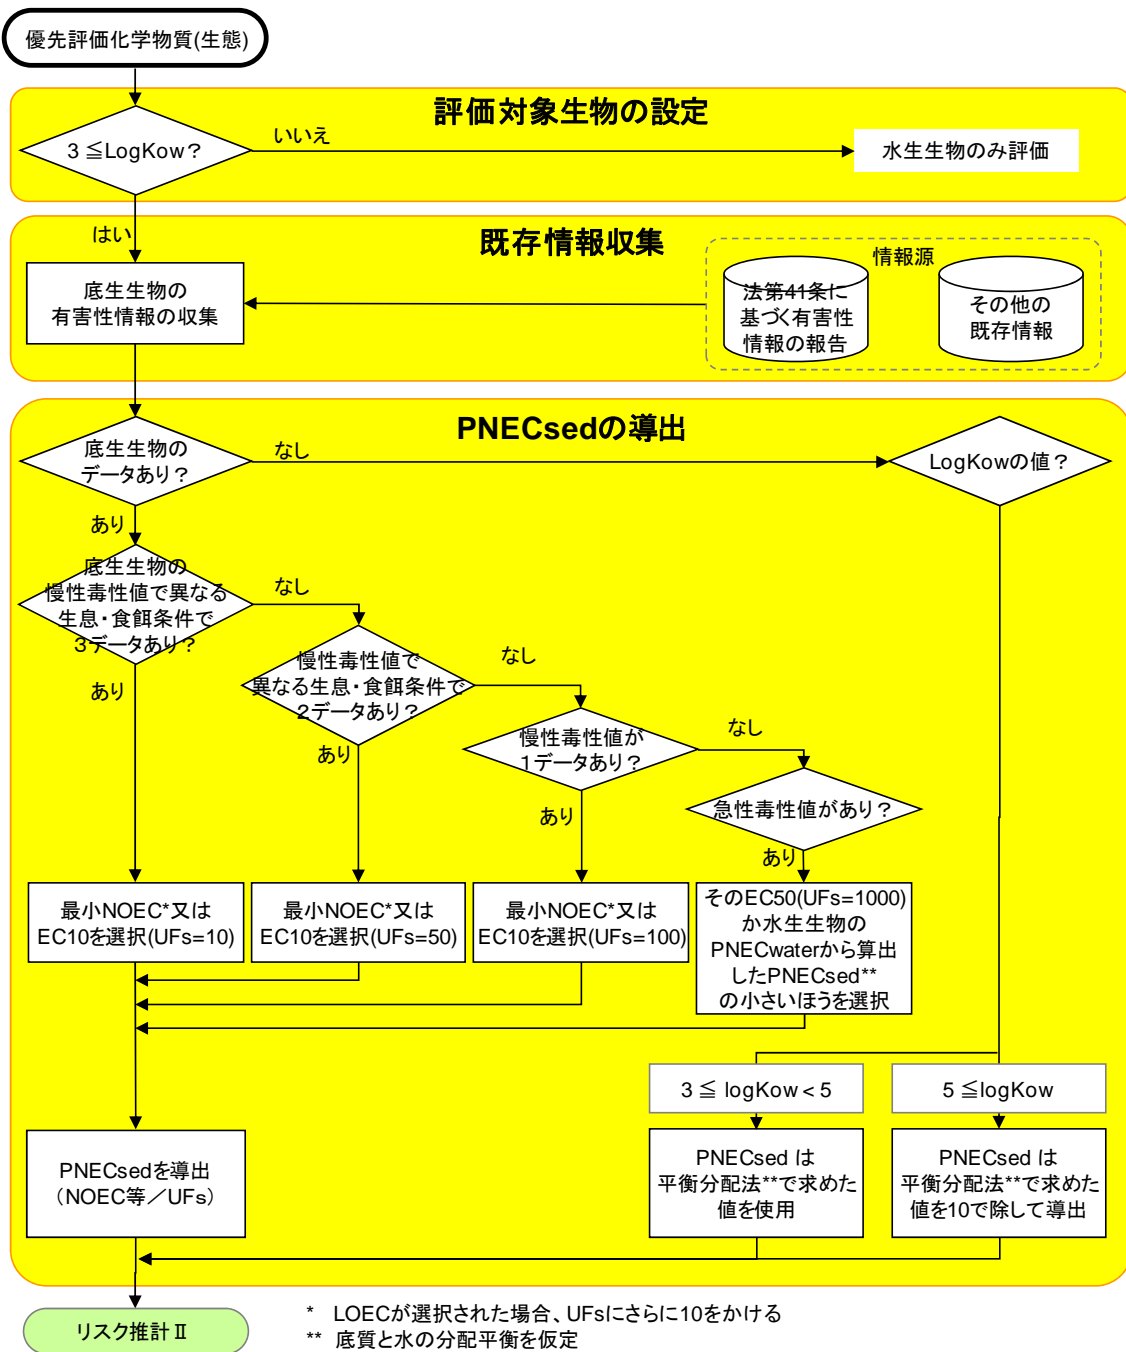 優先評価化学物質(生態)
評価対象生物の設定
3 ≦LogKow？
いいえ
水生生物のみ評価
はい
既存情報収集
底生生物の
有害性情報の収集
情報源
法第41条に
基づく有害性
情報の報告
その他の
既存情報
PNECsedの導出
底生生物の
データあり？
なし
LogKowの値？
あり
底生生物の
慢性毒性値で異なる
生息・食餌条件で
３データあり？
なし
あり
慢性毒性値で
異なる生息・食餌条件で
２データあり？
なし
あり
慢性毒性値が
１データあり？
なし
あり
急性毒性値があり？
あり
最小NOEC*又は
EC10を選択(UFs=10)
最小NOEC*又は
EC10を選択(UFs=50)
最小NOEC*又は
EC10を選択(UFs=100)
そのEC50(UFs=1000)
か水生生物の
PNECwaterから算出
したPNECsed**
の小さいほうを選択
3 ≦ logKow < 5
5 ≦logKow
PNECsedを導出
（NOEC等／UFs）
PNECsed は
平衡分配法**で求めた
値を使用
PNECsed は
平衡分配法**で求めた
値を10で除して導出
リスク推計Ⅱ
* LOECが選択された場合、UFsにさらに10をかける
** 底質と水の分配平衡を仮定